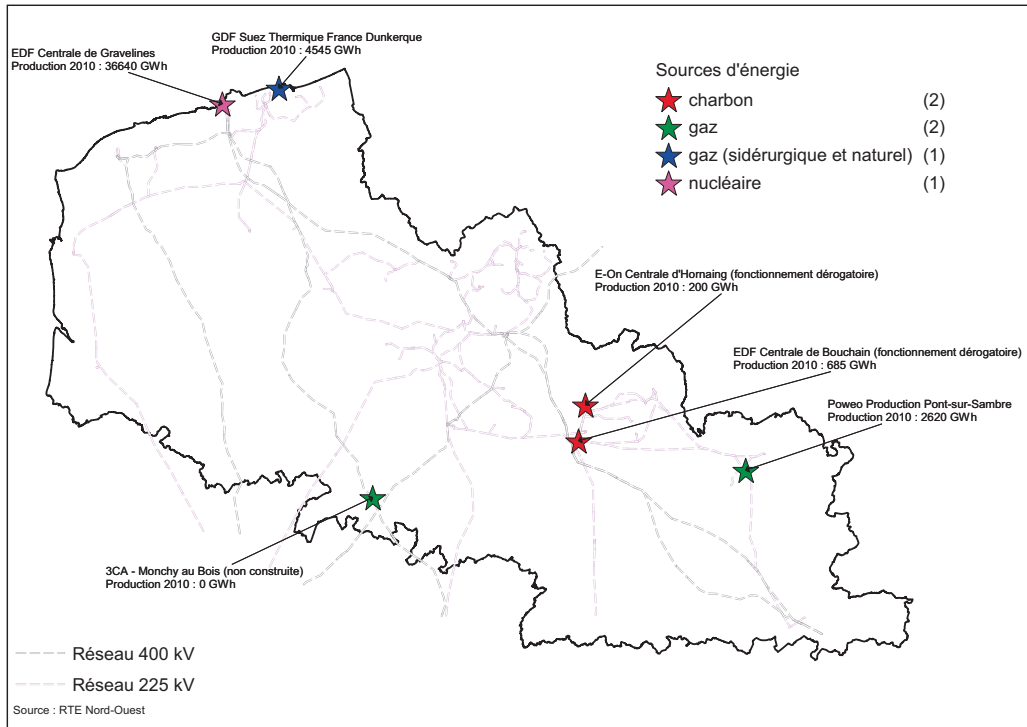 GDF Suez Thermique France Dunkerque
Production 2010 : 4545 GWh
EDF Centrale de Gravelines
Production 2010 : 36640 GWh
Sources d'énergie
charbon (2)
gaz (2)
gaz (sidérurgique et naturel) (1)
nucléaire (1)
E-On Centrale d'Hornaing (fonctionnement dérogatoire)
Production 2010 : 200 GWh
EDF Centrale de Bouchain (fonctionnement dérogatoire)
Production 2010 : 685 GWh
Poweo Production Pont-sur-Sambre
Production 2010 : 2620 GWh
3CA - Monchy au Bois (non construite)
Production 2010 : 0 GWh
Réseau 400 kV
Réseau 225 kV
Source : RTE Nord-Ouest